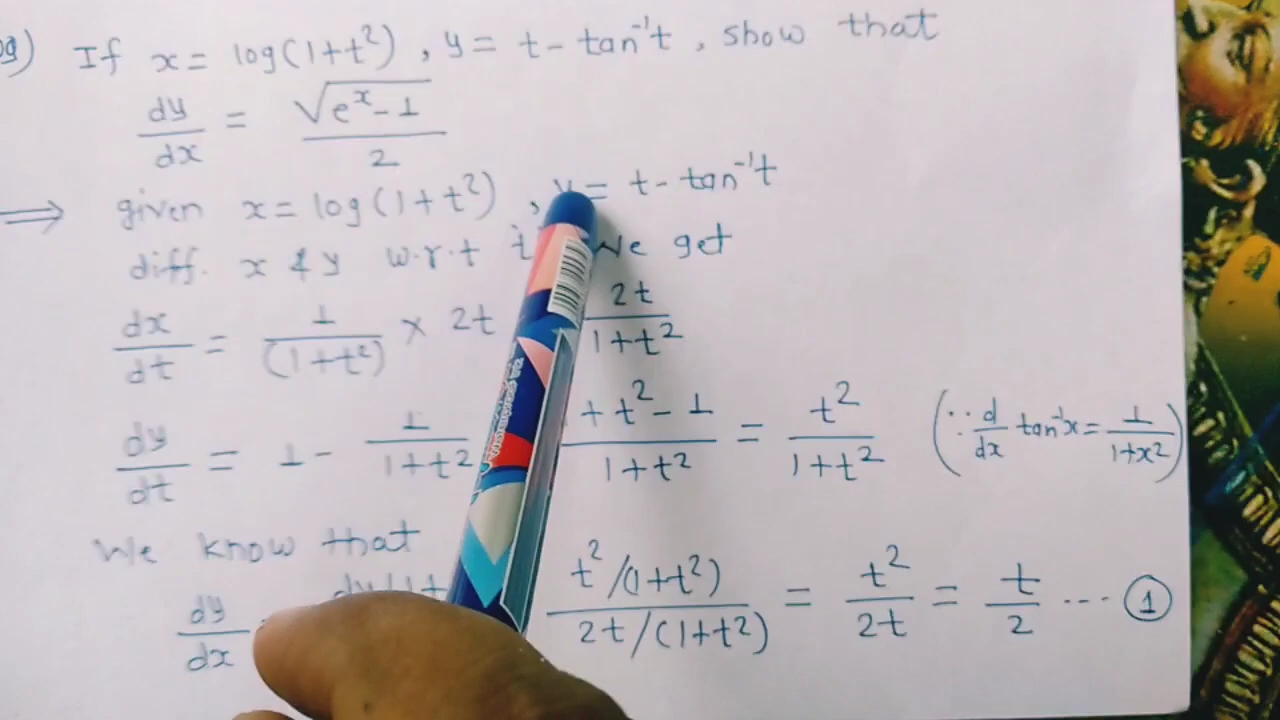 g) If x = log(1+t²), y = t - tan⁻¹t, show that
dy/dx = √(eˣ - 1)/2
⇒ given x = log(1+t²), y = t - tan⁻¹t
diff. x & y w.r.t we get
dx/dt = 1/(1+t²) × 2t 2t/1+t²
dy/dt = 1 - 1/1+t² + t² - 1/1+t² = t²/1+t² (∵ d/dx tan⁻¹x = 1/1+x²)
We know that
dy/dx t²/(1+t²)/2t/(1+t²) = t²/2t = t/2 ---- ①